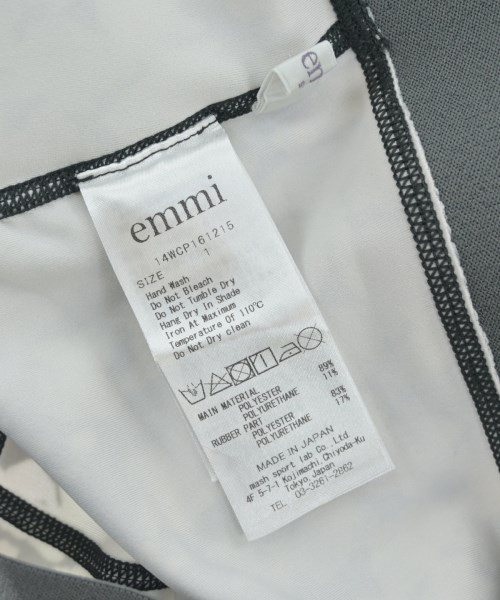 en
emmi
14WCP161215
SIZE 1
Hand Wash
Do Not Bleach
Do Not Tumble Dry
Hang Dry in Shade
Iron At Maximum
Temperature Of 110℃
Do Not Dry clean
MAIN MATERIAL
POLYESTER 89%
POLYURETHANE 11%
RUBBER PART
POLYESTER 83%
POLYURETHANE 17%
MADE IN JAPAN
mash sport lab Co.,Ltd.
4F 5-7-1 Kojimachi,Chiyoda-Ku
Tokyo,Japan
TEL 03-3261-2862